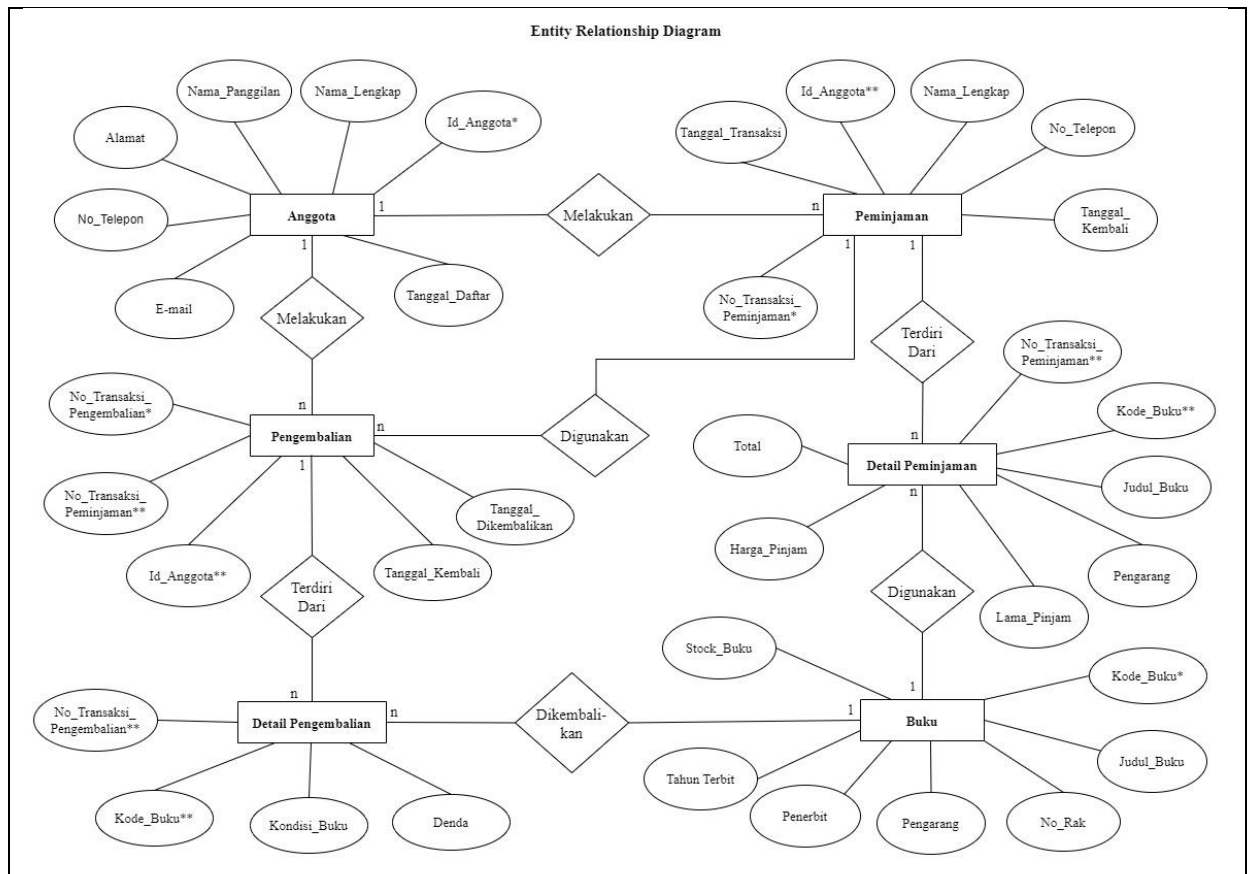 Entity Relationship Diagram
Nama_Panggilan
Nama_Lengkap
Id_Anggota*
Alamat
No_Telepon
E-mail
Tanggal_Daftar
Anggota
1
Melakukan
n
Id_Anggota**
Nama_Lengkap
Tanggal_Transaksi
No_Telepon
Tanggal_
Kembali
Peminjaman
No_Transaksi_
Peminjaman*
1
Melakukan
n
1
Digunakan
n
1
Terdiri
Dari
n
No_Transaksi_
Pengembalian*
Pengembalian
No_Transaksi_
Peminjaman**
Id_Anggota**
Tanggal_Kembali
Tanggal_
Dikembalikan
No_Transaksi_
Peminjaman**
Kode_Buku**
Total
Detail Peminjaman
Judul_Buku
Harga_Pinjam
Pengarang
Lama_Pinjam
1
Terdiri
Dari
n
n
Digunakan
1
No_Transaksi_
Pengembalian**
Detail Pengembalian
Kode_Buku**
Kondisi_Buku
Denda
n
Dikembali-
kan
1
Stock_Buku
Kode_Buku*
Buku
Judul_Buku
Tahun Terbit
Penerbit
Pengarang
No_Rak